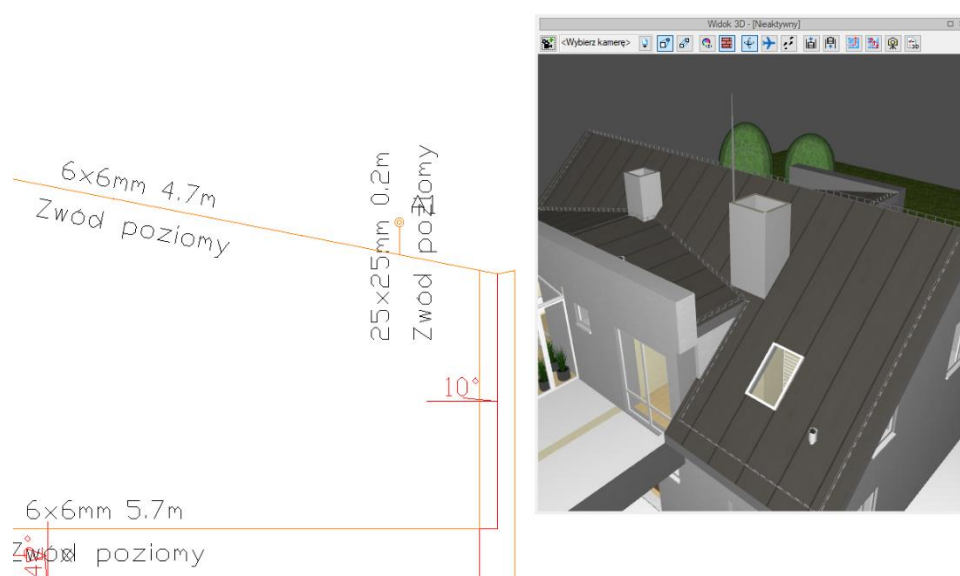 Widok 3D - [Nieaktywny]
<Wybierz kamerę>
6x6mm 4.7m
Zwód poziomy
25x25mm 0.2m
Zwód poziomy
10°
6x6mm 5.7m
Zwód poziomy